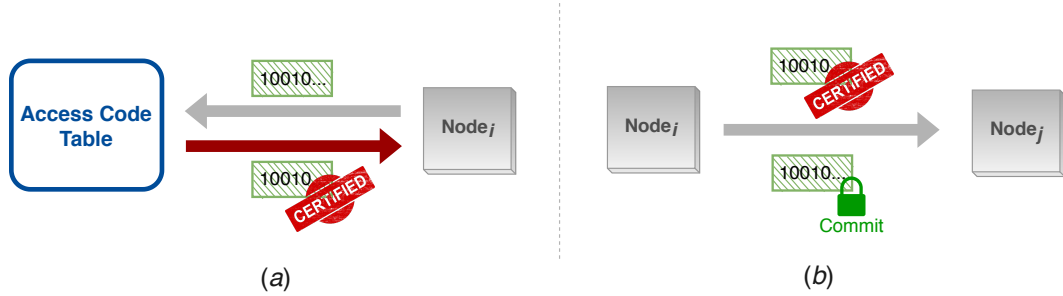 10010...
Access Code
Table
Node i
10010
CERTIFIED
(a)
10010
CERTIFIED
Node i
Node j
10010...
Commit
(b)